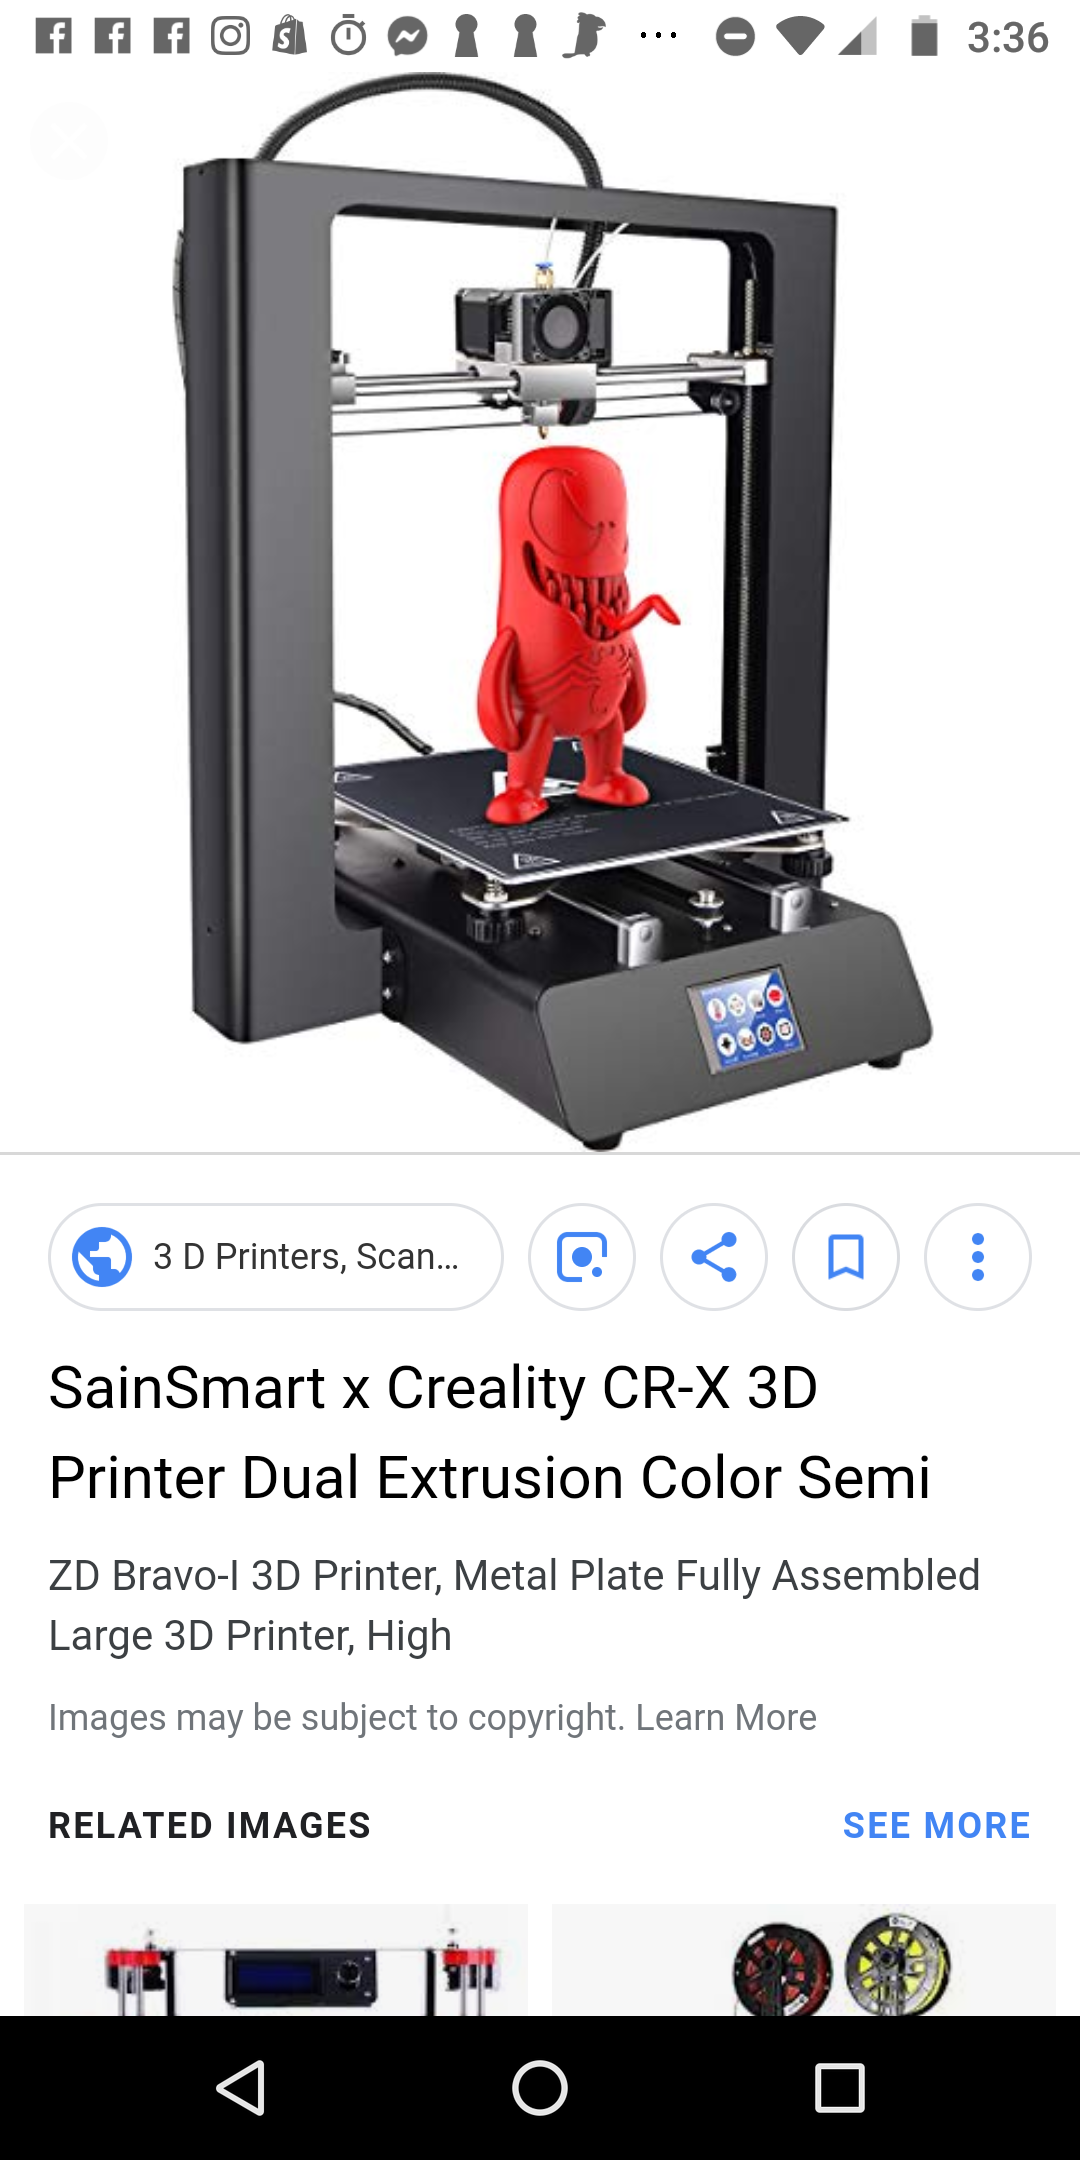 3:36
3 D Printers, Scan...
SainSmart x Creality CR-X 3D
Printer Dual Extrusion Color Semi
ZD Bravo-I 3D Printer, Metal Plate Fully Assembled
Large 3D Printer, High
Images may be subject to copyright. Learn More
RELATED IMAGES
SEE MORE